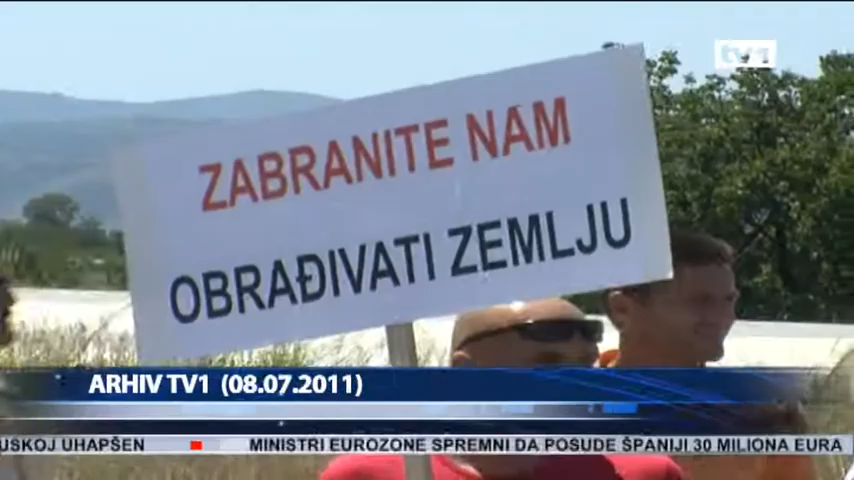 tv1
ZABRANITE NAM
OBRAĐIVATI ZEMLJU
ARHIV TV1 (08.07.2011)
USKOJ UHAPŠEN
MINISTRI EUROZONE SPREMNI DA POSUDE ŠPANIJI 30 MILIONA EURA